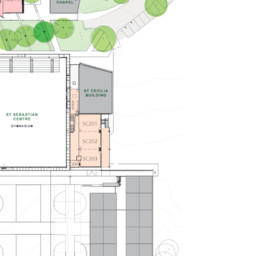 CHAPEL
ST CECILIA
BUILDING
ST SEBASTIAN
CENTRE
GYMNASIUM
SC201
SC202
SC203